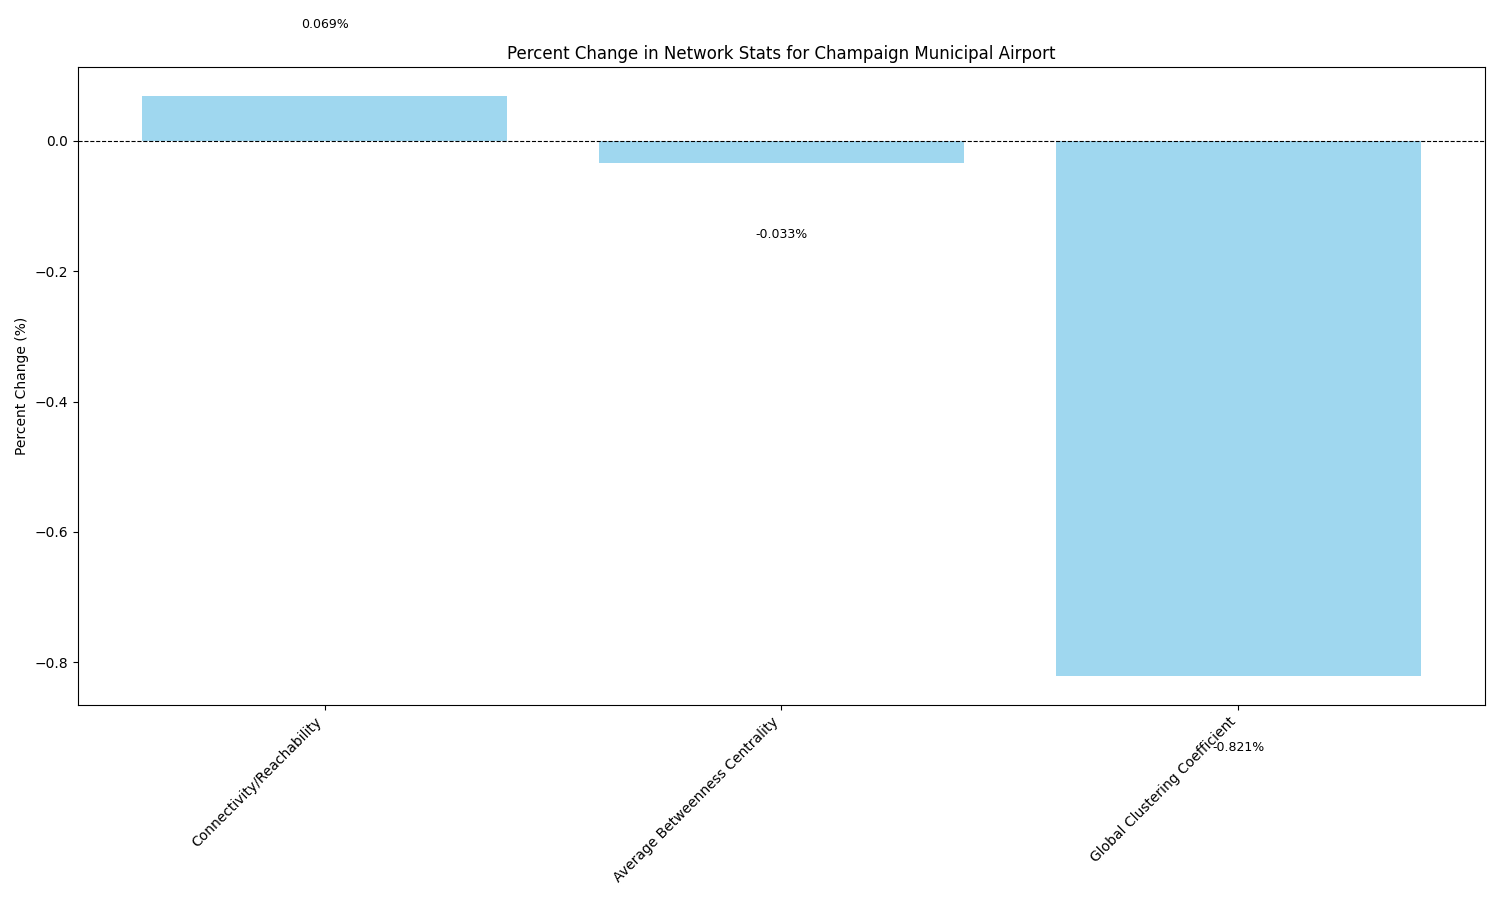 0.069%
Percent Change in Network Stats for Champaign Municipal Airport
0.0
−0.2
−0.4
−0.6
−0.8
Percent Change (%)
-0.033%
-0.821%
Connectivity/Reachability
Average Betweenness Centrality
Global Clustering Coefficient